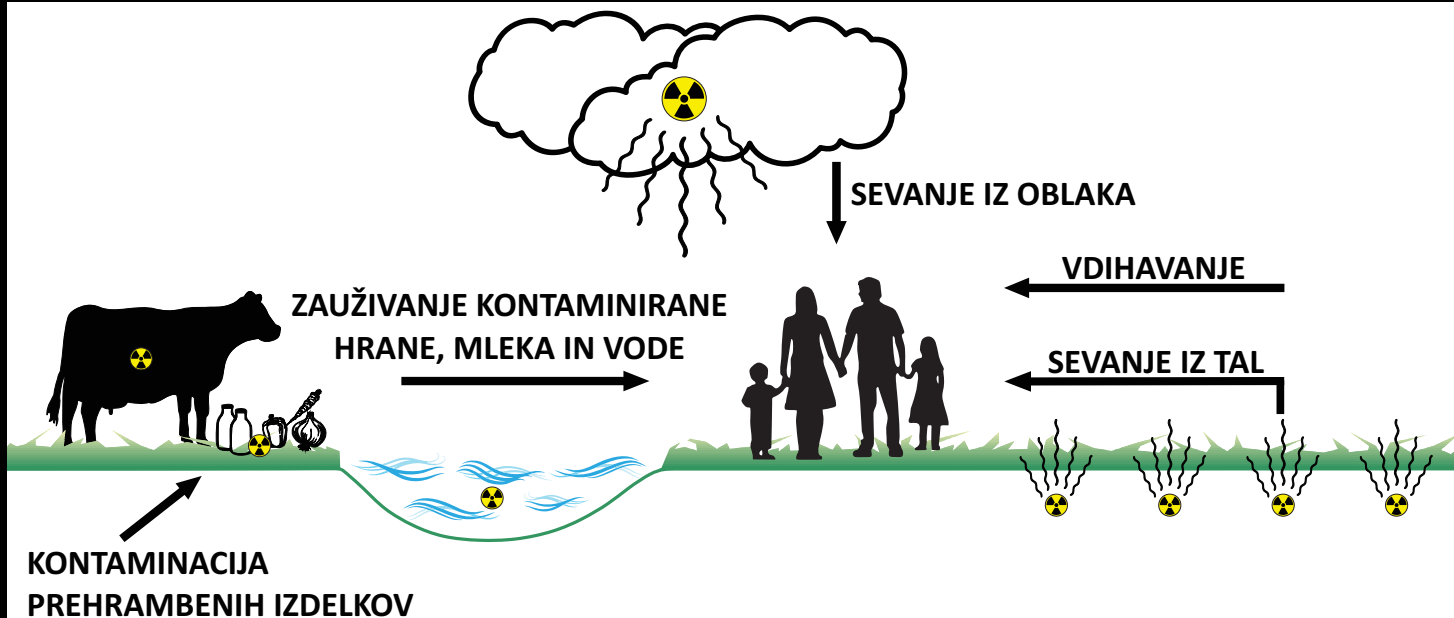 SEVANJE IZ OBLAKA
VDIHAVANJE
ZAUŽIVANJE KONTAMINIRANE
HRANE, MLEKA IN VODE
SEVANJE IZ TAL
KONTAMINACIJA
PREHRAMBENIH IZDELKOV